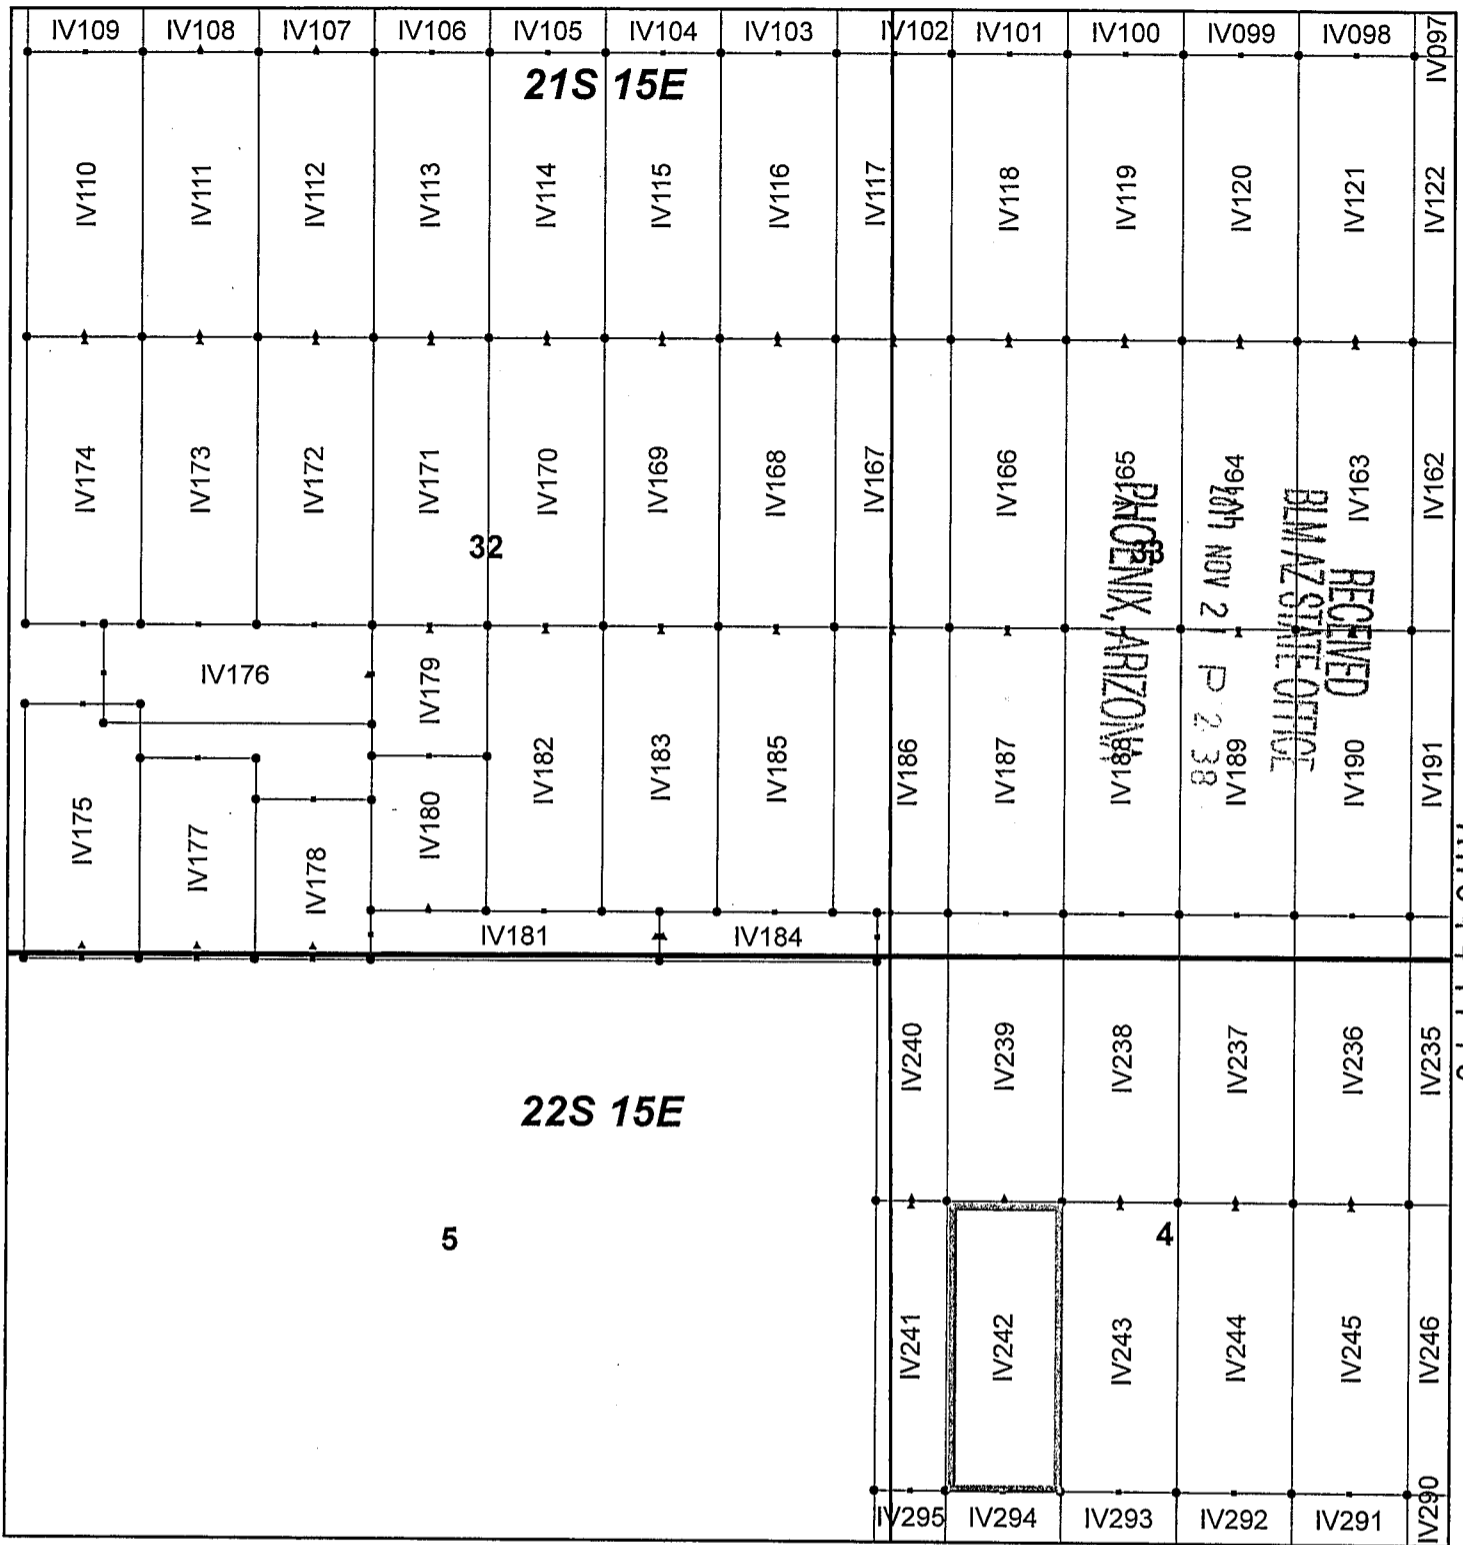 IV109 IV108 IV107 IV106 IV105 IV104 IV103 IV102 IV101 IV100 IV099 IV098 IV097
21S 15E
IV110 IV111 IV112 IV113 IV114 IV115 IV116 IV117 IV118 IV119 IV120 IV121 IV122
IV174 IV173 IV172 IV171 IV170 IV169 IV168 IV167 IV166 IV165 IV164 IV163 IV162
32
33
RECEIVED
BLM AZ STATE OFFICE
NOV 21 P 2:38
PHOENIX, ARIZONA
IV176 IV179
IV175 IV177 IV178 IV180 IV182 IV183 IV185 IV186 IV187 IV188 IV189 IV190 IV191
IV181 IV184
IV240 IV239 IV238 IV237 IV236 IV235
22S 15E
5
4
IV241 IV242 IV243 IV244 IV245 IV246
IV295 IV294 IV293 IV292 IV291 IV290